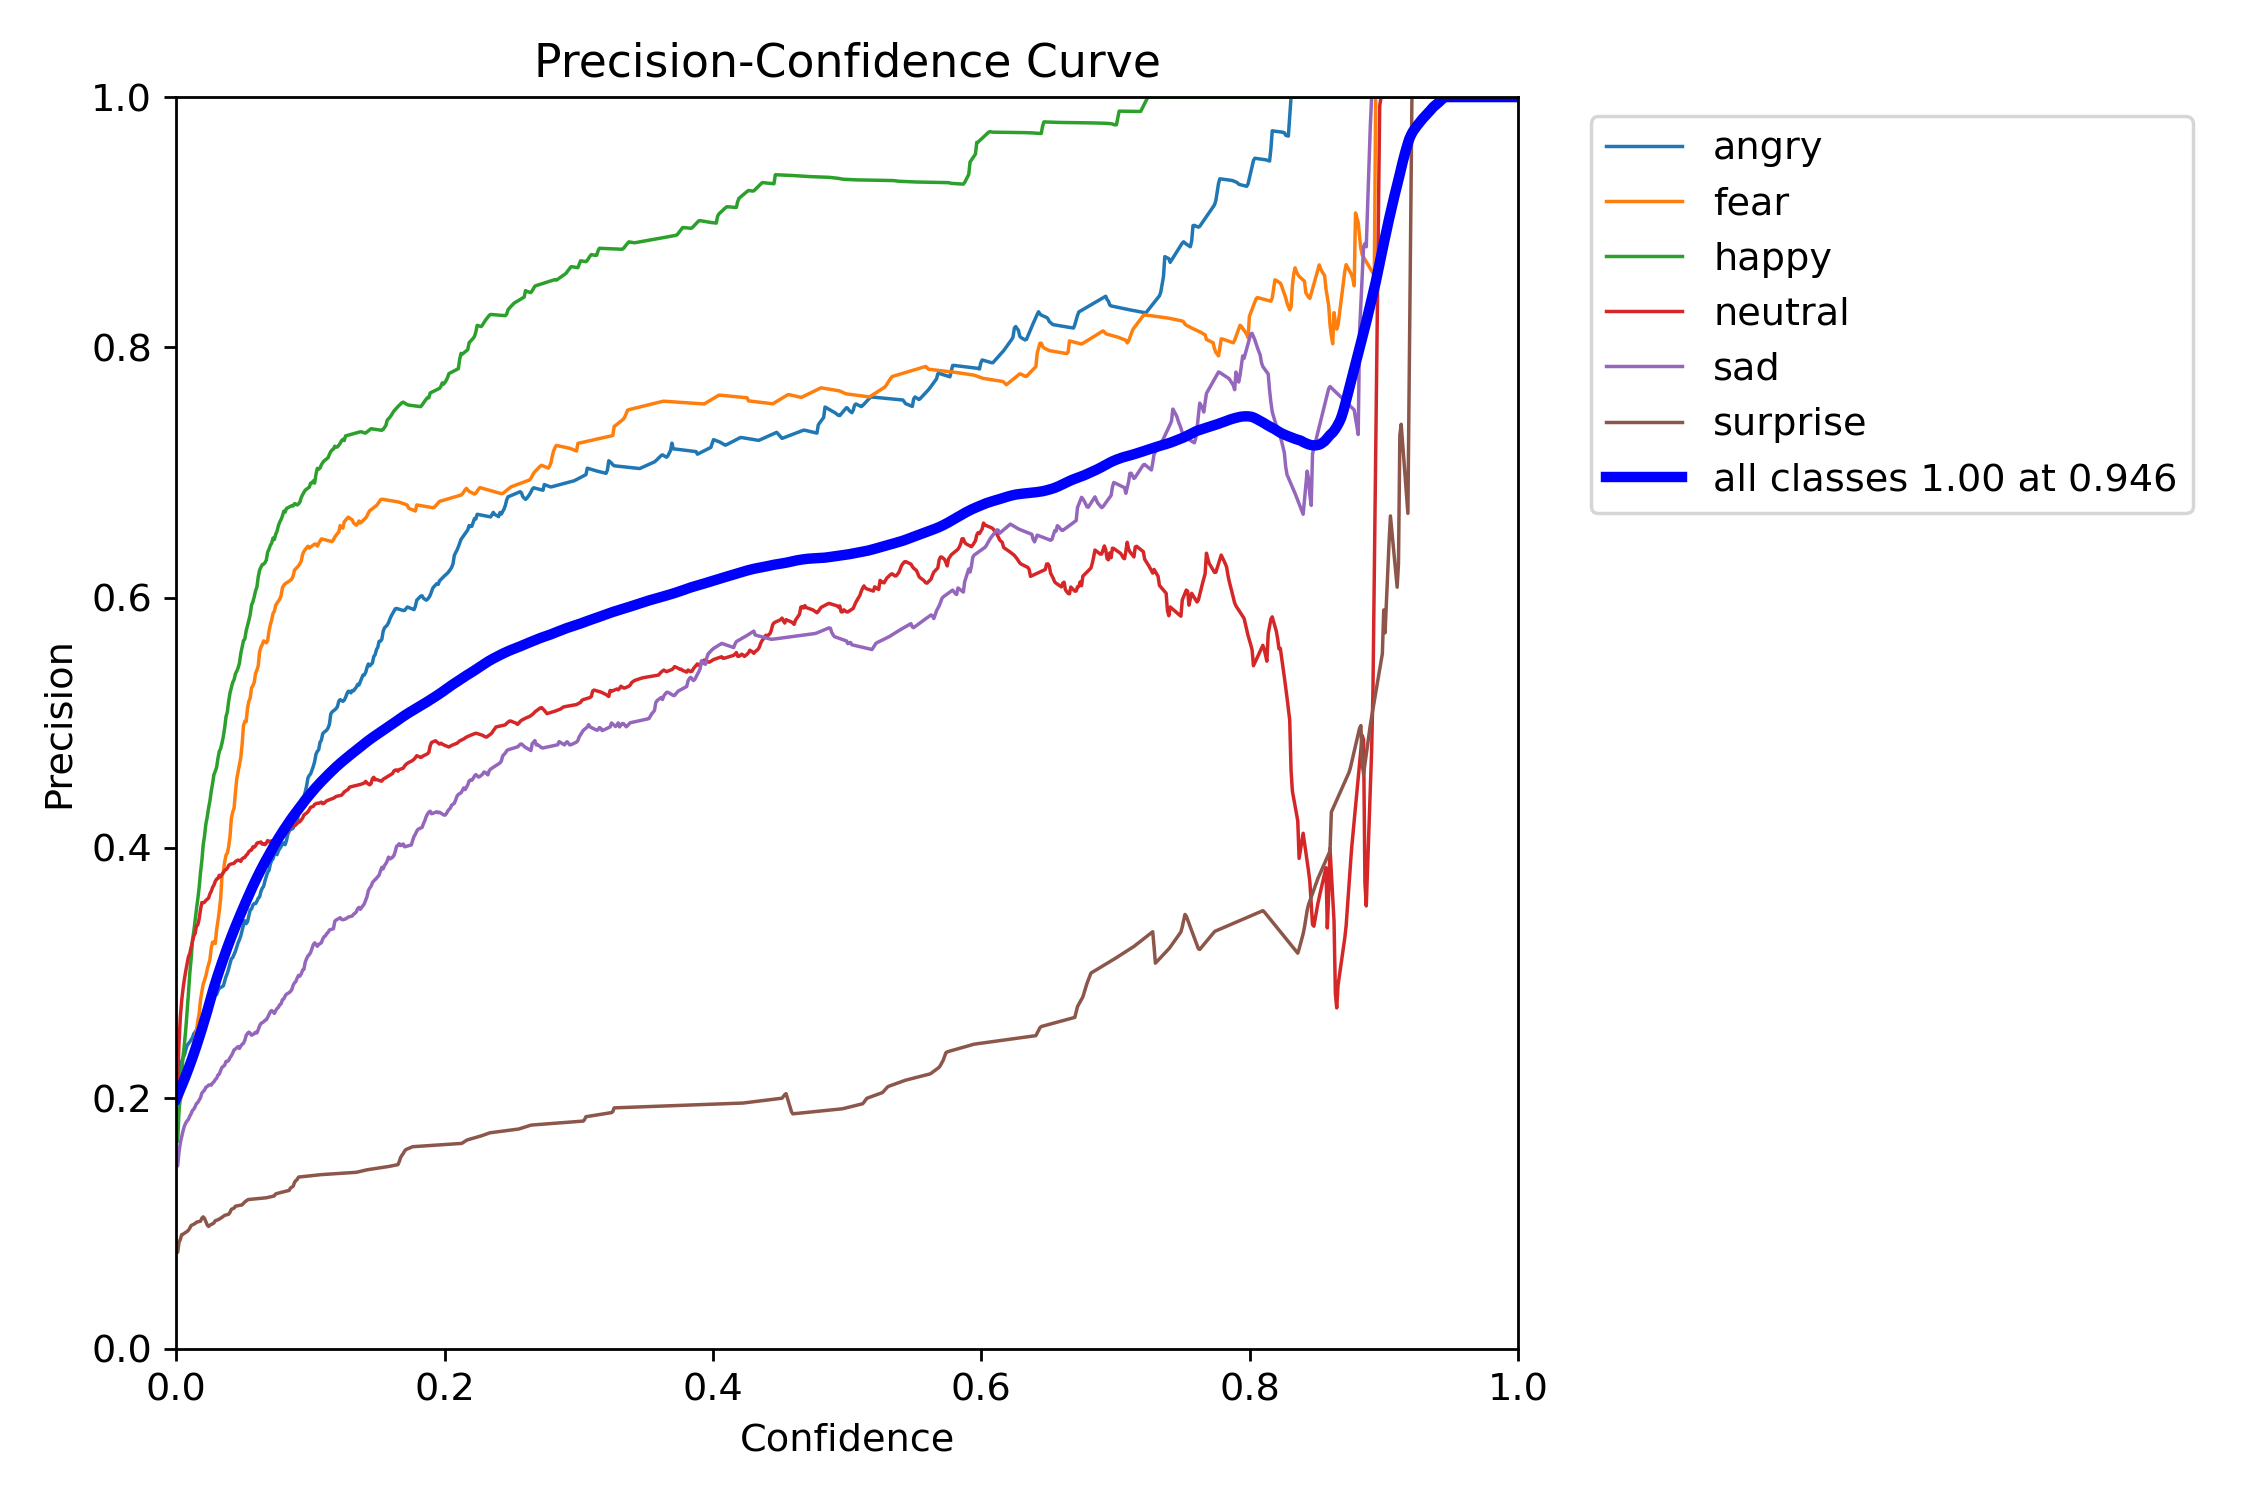 Precision-Confidence Curve
1.0
0.8
0.6
0.4
0.2
0.0
Precision
0.0 0.2 0.4 0.6 0.8 1.0
Confidence
angry
fear
happy
neutral
sad
surprise
all classes 1.00 at 0.946